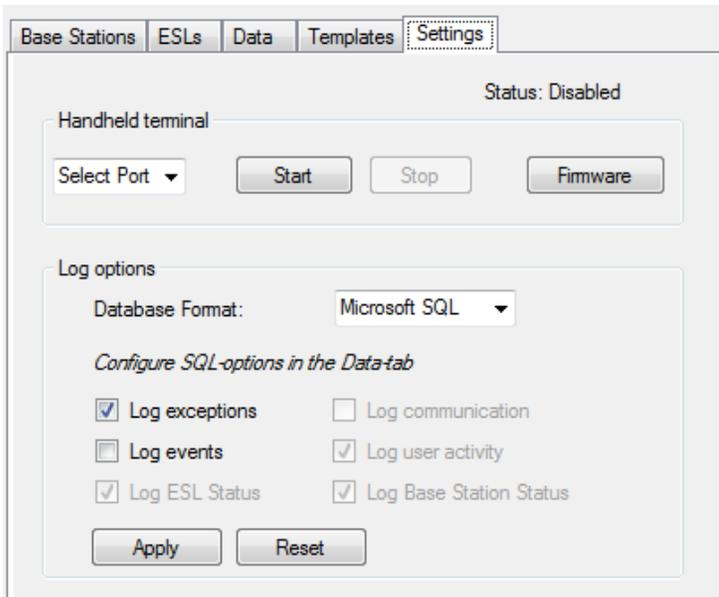 Base Stations ESLs Data Templates Settings
Status: Disabled
Handheld terminal
Select Port Start Stop Firmware
Log options
Database Format: Microsoft SQL
Configure SQL-options in the Data-tab
Log exceptions Log communication
Log events Log user activity
Log ESL Status Log Base Station Status
Apply Reset